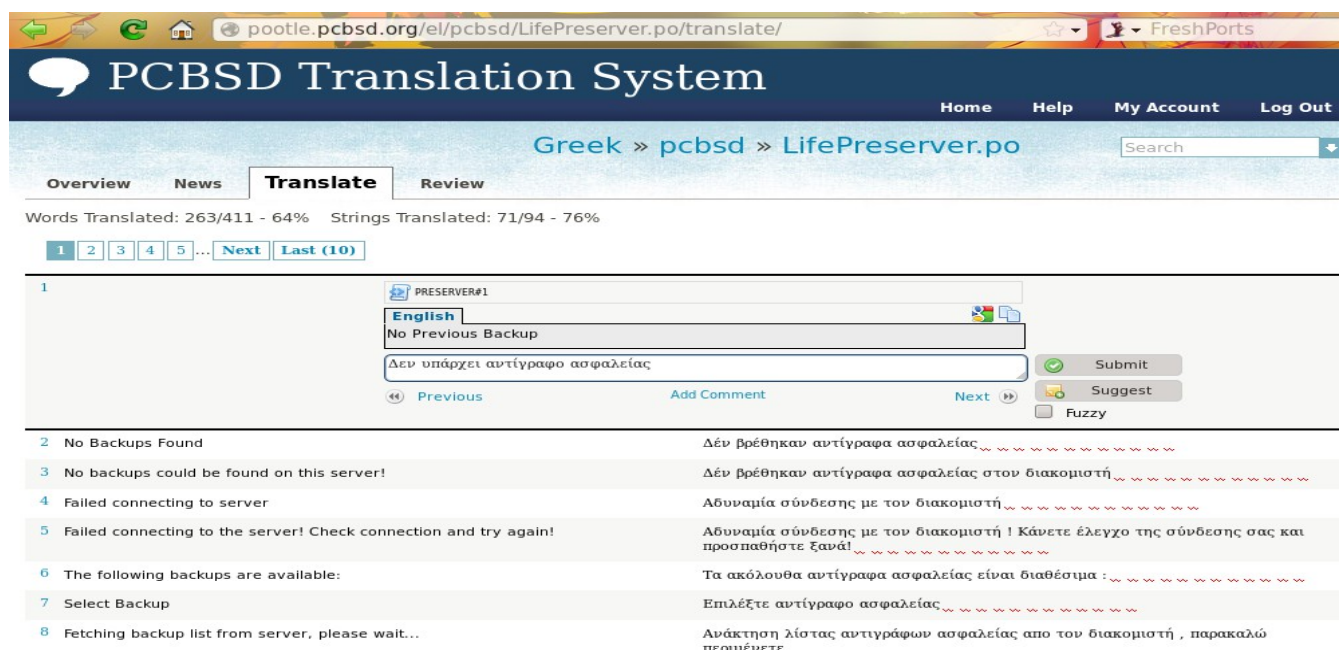 pootle.pcbsd.org/el/pcbsd/LifePreserver.po/translate/ FreshPorts
PCBSD Translation System
Home Help My Account Log Out
Greek » pcbsd » LifePreserver.po Search
Overview News Translate Review
Words Translated: 263/411 - 64% Strings Translated: 71/94 - 76%
1 2 3 4 5 ... Next Last (10)
1 PRESERVER#1
English
No Previous Backup
Δεν υπάρχει αντίγραφο ασφαλείας Submit
Previous Add Comment Next Suggest
Fuzzy
2 No Backups Found Δέν βρέθηκαν αντίγραφα ασφαλείας
3 No backups could be found on this server! Δέν βρέθηκαν αντίγραφα ασφαλείας στον διακομιστή
4 Failed connecting to server Αδυναμία σύνδεσης με τον διακομιστή
5 Failed connecting to the server! Check connection and try again! Αδυναμία σύνδεσης με τον διακομιστή ! Κάνετε έλεγχο της σύνδεσης σας και
προσπαθήστε ξανά!
6 The following backups are available: Τα ακόλουθα αντίγραφα ασφαλείας είναι διαθέσιμα :
7 Select Backup Επιλέξτε αντίγραφο ασφαλείας
8 Fetching backup list from server, please wait... Ανάκτηση λίστας αντιγράφων ασφαλείας απο τον διακομιστή , παρακαλώ